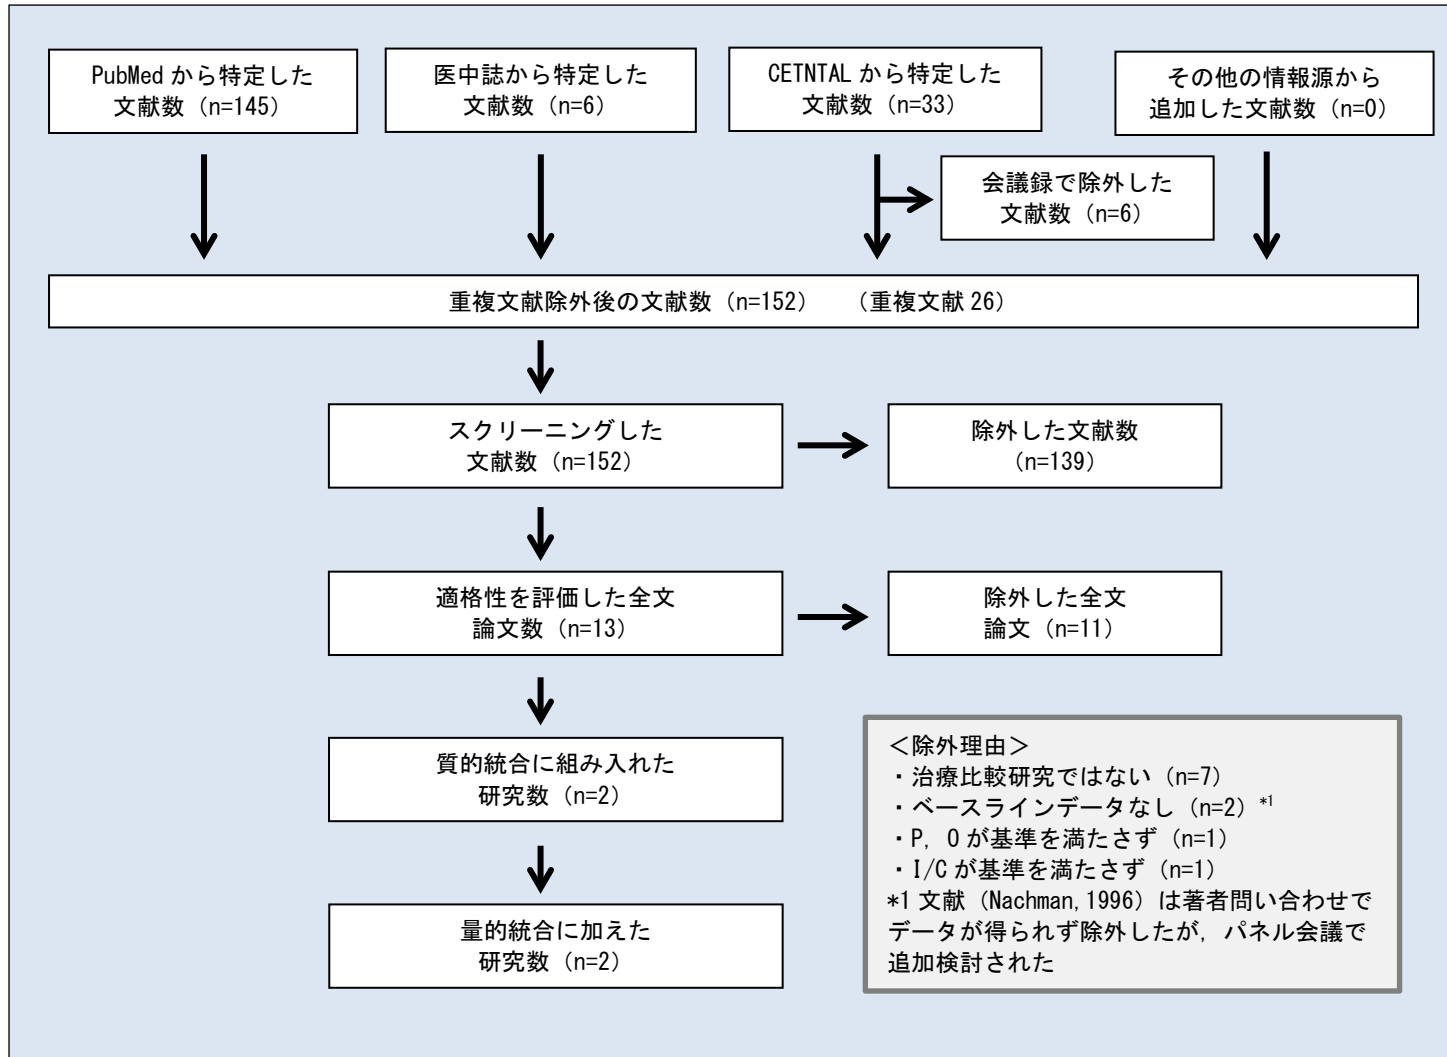 PubMed から特定した
文献数（n=145）
医中誌から特定した
文献数（n=6）
CETNTAL から特定した
文献数（n=33）
その他の情報源から
追加した文献数（n=0）
会議録で除外した
文献数（n=6）
重複文献除外後の文献数（n=152）　（重複文献 26）
スクリーニングした
文献数（n=152）
除外した文献数
（n=139）
適格性を評価した全文
論文数（n=13）
除外した全文
論文（n=11）
質的統合に組み入れた
研究数（n=2）
量的統合に加えた
研究数（n=2）
＜除外理由＞
・治療比較研究ではない（n=7）
・ベースラインデータなし（n=2）*1
・P，O が基準を満たさず（n=1）
・I/C が基準を満たさず（n=1）
*1 文献（Nachman, 1996）は著者問い合わせで
データが得られず除外したが，パネル会議で
追加検討された